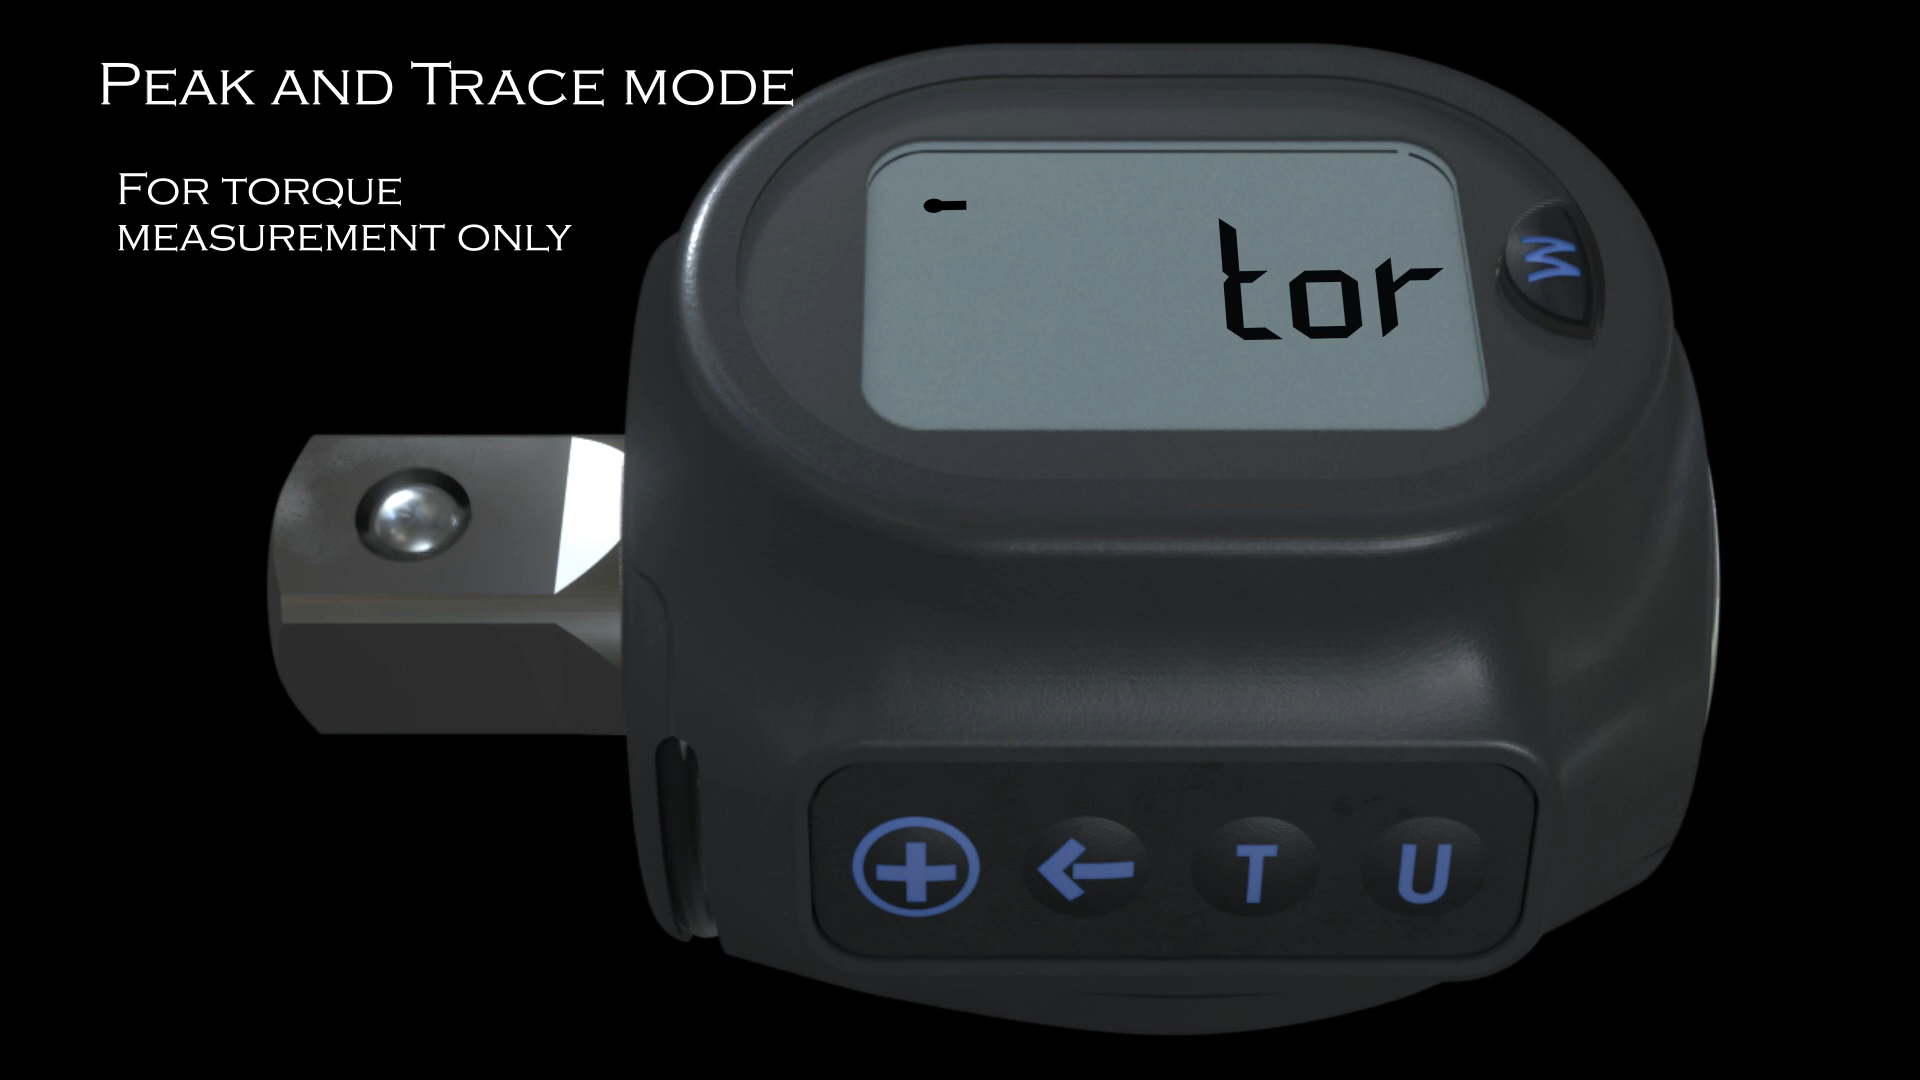 Peak and Trace mode
For torque
measurement only
tor
M
T U